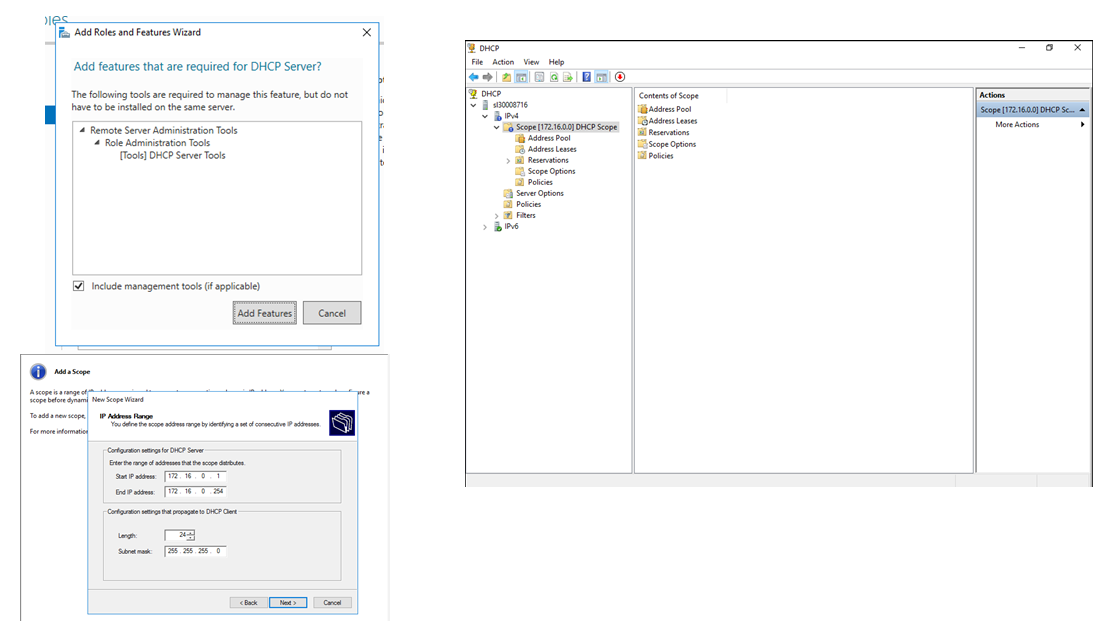 Add Roles and Features Wizard
Add features that are required for DHCP Server?
The following tools are required to manage this feature, but do not
have to be installed on the same server.
Remote Server Administration Tools
Role Administration Tools
[Tools] DHCP Server Tools
Include management tools (if applicable)
Add Features
Cancel
Add a Scope
A scope is a range of
scope before dynami
To add a new scope,
For more information
New Scope Wizard
IP Address Range
You define the scope address range by identifying a set of consecutive IP addresses.
Configuration settings for DHCP Server
Enter the range of addresses that the scope distributes.
Start IP address: 172 . 16 . 0 . 1
End IP address: 172 . 16 . 0 . 254
Configuration settings that propagate to DHCP Client
Length: 24
Subnet mask: 255 . 255 . 255 . 0
< Back
Next >
Cancel
DHCP
File Action View Help
DHCP
sl30008716
IPv4
Scope [172.16.0.0] DHCP Scope
Address Pool
Address Leases
Reservations
Scope Options
Policies
Server Options
Policies
Filters
IPv6
Contents of Scope
Address Pool
Address Leases
Reservations
Scope Options
Policies
Actions
Scope [172.16.0.0] DHCP Sc...
More Actions